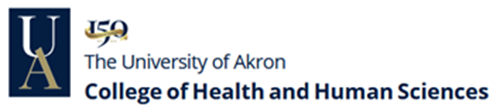 UA
150
The University of Akron
College of Health and Human Sciences